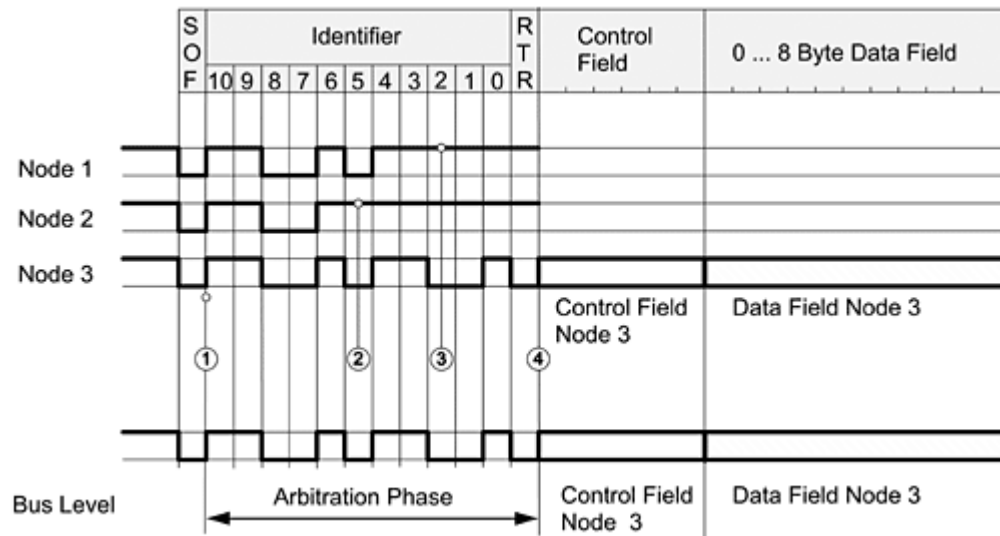 SOF
Identifier
RTR
Control
Field
0 ... 8 Byte Data Field
10 9 8 7 6 5 4 3 2 1 0
Node 1
Node 2
Node 3
Control Field
Node 3
Data Field Node 3
1 2 3 4
Bus Level
Arbitration Phase
Control Field
Node 3
Data Field Node 3